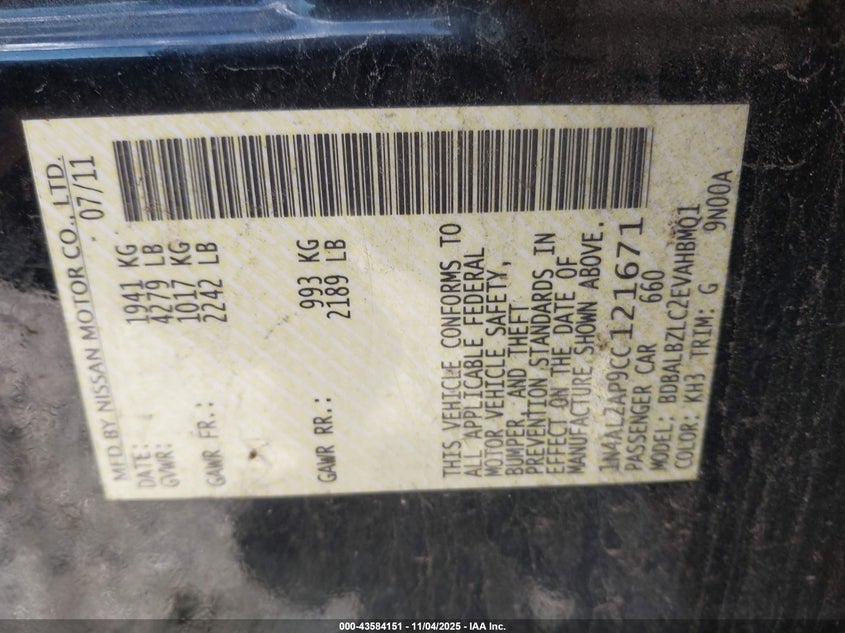 MFD BY NISSAN MOTOR CO., LTD.
DATE: 07/11
GVWR: 1941 KG
4279 LB
GAWR FR.: 1017 KG
2242 LB
GAWR RR.: 993 KG
2189 LB
THIS VEHICLE CONFORMS TO
ALL APPLICABLE FEDERAL
MOTOR VEHICLE SAFETY,
BUMPER, AND THEFT
PREVENTION STANDARDS IN
EFFECT ON THE DATE OF
MANUFACTURE SHOWN ABOVE.
1N4AL2AP9CC121671
PASSENGER CAR 660
MODEL: BDBALBZLC2EVAHBMQ1
COLOR: KH3 TRIM: G 9N00A
000-43584151 - 11/04/2025 - IAA Inc.